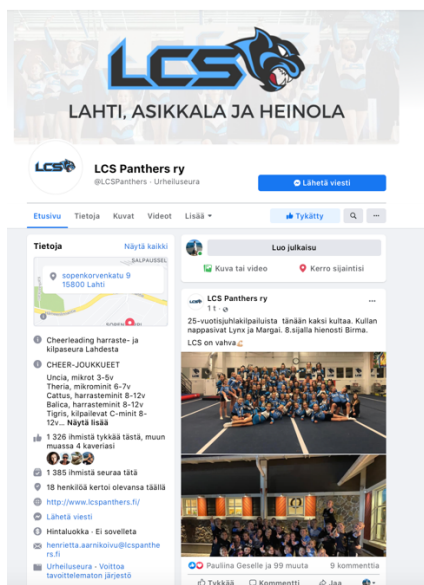 LCS
LAHTI, ASIKKALA JA HEINOLA
LCS
LCS Panthers ry
@LCSPanthers · Urheiluseura
Lähetä viesti
Etusivu Tietoja Kuvat Videot Lisää
Tykätty
Tietoja Näytä kaikki
SALPAUSSEL
sopenkorvenkatu 9
15800 Lahti
Cheerleading harraste- ja
kilpaseura Lahdesta
CHEER-JOUKKUEET
Uncia, mikrot 3-5v
Theria, mikrominit 6-7v
Cattus, harrasteminit 8-12v
Balica, harrasteminit 8-12v
Tigris, kilpailevat C-minit 8-
12v... Näytä lisää
1 326 ihmistä tykkää tästä, muun
muassa 4 kaveriasi
1 385 ihmistä seuraa tätä
18 henkilöä kertoi olevansa täällä
http://www.lcspanthers.fi/
Lähetä viesti
Hintaluokka · Ei sovelleta
henrietta.aarnikoivu@lcspanthe
rs.fi
Urheiluseura · Voittoa
tavoittelematon järjestö
Luo julkaisu
Kuva tai video Kerro sijaintisi
LCS Panthers ry
1 t ·
25-vuotisjuhlakilpailuista tänään kaksi kultaa. Kullan
nappasivat Lynx ja Margai. 8.sijalla hienosti Birma.
LCS on vahva
Pauliina Geselle ja 99 muuta 9 kommenttia
Tykkää Kommentti Jaa